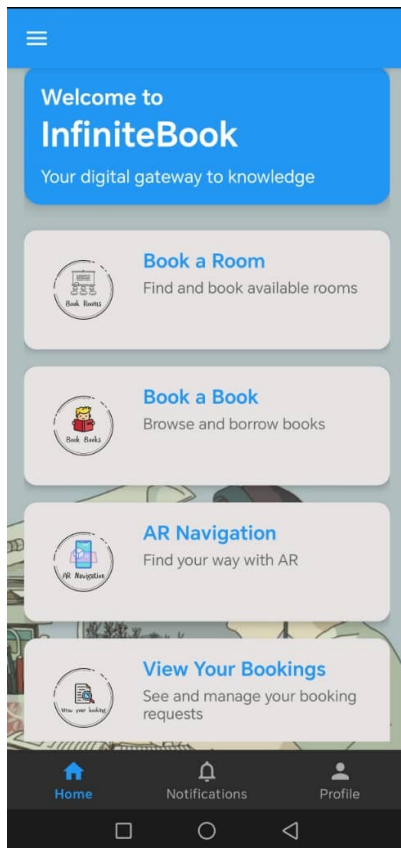 Welcome to
InfiniteBook
Your digital gateway to knowledge
Book a Room
Find and book available rooms
Book Rooms
Book a Book
Browse and borrow books
Book Books
AR Navigation
Find your way with AR
AR Navigation
View Your Bookings
See and manage your booking
requests
View your booking
Home
Notifications
Profile